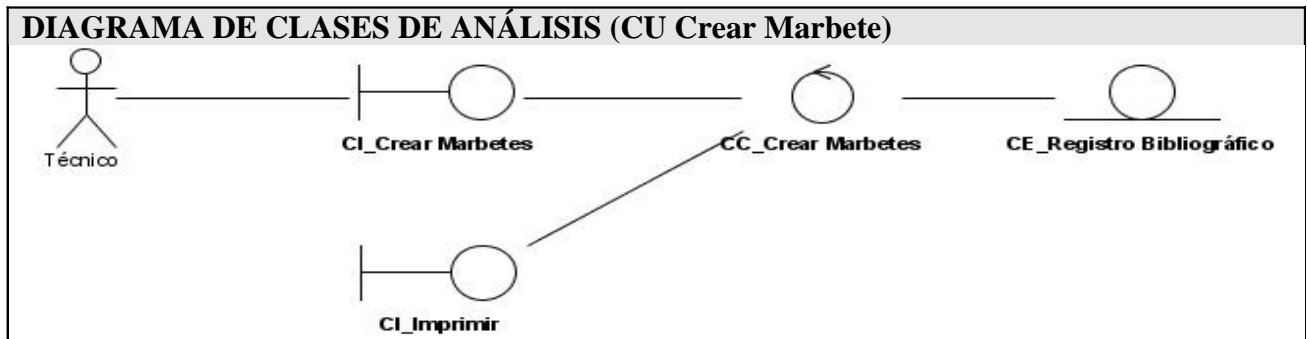 DIAGRAMA DE CLASES DE ANÁLISIS (CU Crear Marbete)
Técnico
CI_Crear Marbetes
CC_Crear Marbetes
CE_Registro Bibliográfico
CI_Imprimir